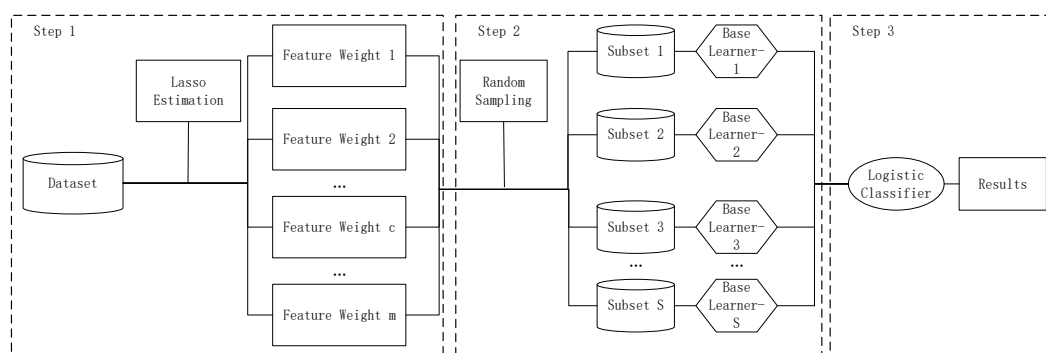 Step 1
Lasso
Estimation
Dataset
Feature Weight 1
Feature Weight 2
...
Feature Weight c
...
Feature Weight m
Step 2
Random
Sampling
Subset 1
Base
Learner-
1
Subset 2
Base
Learner-
2
Subset 3
Base
Learner-
3
...
...
Subset S
Base
Learner-
S
Step 3
Logistic
Classifier
Results